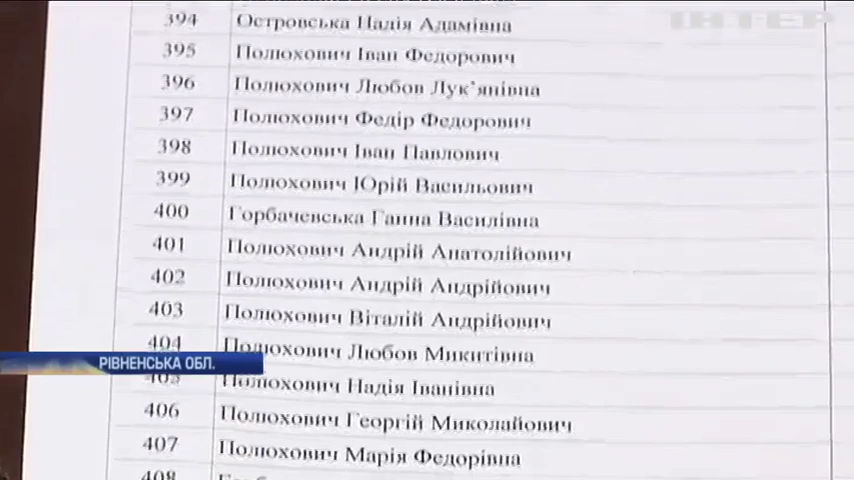 ІНТЕР
394 Островська Надія Адамівна
395 Полюхович Іван Федорович
396 Полюхович Любов Лук'янівна
397 Полюхович Федір Федорович
398 Полюхович Іван Павлович
399 Полюхович Юрій Васильович
400 Горбачевська Ганна Василівна
401 Полюхович Андрій Анатолійович
402 Полюхович Андрій Андрійович
403 Полюхович Віталій Андрійович
404 Полюхович Любов Микитівна
РІВНЕНСЬКА ОБЛ.
405 Полюхович Надія Іванівна
406 Полюхович Георгій Миколайович
407 Полюхович Марія Федорівна
408